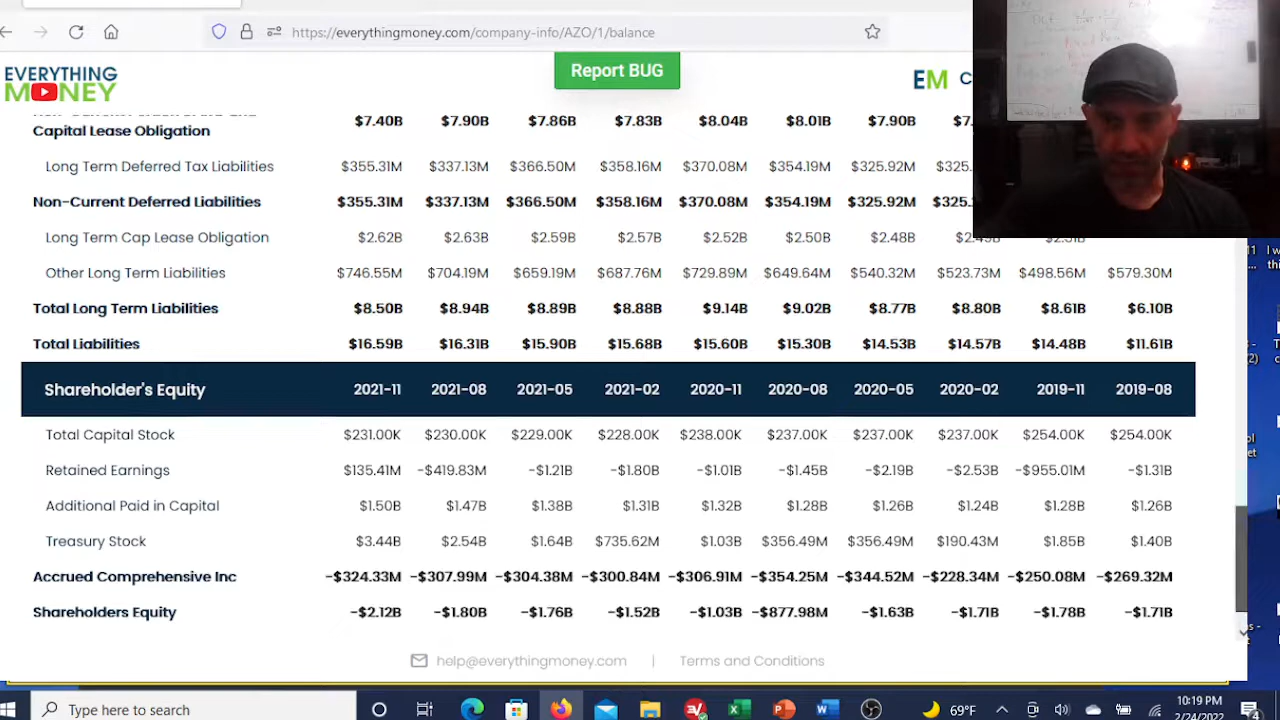 https://everythingmoney.com/company-info/AZO/1/balance
EVERYTHING
MONEY
Report BUG
EM
Capital Lease Obligation $7.40B $7.90B $7.86B $7.83B $8.04B $8.01B $7.90B
Long Term Deferred Tax Liabilities $355.31M $337.13M $366.50M $358.16M $370.08M $354.19M $325.92M
Non-Current Deferred Liabilities $355.31M $337.13M $366.50M $358.16M $370.08M $354.19M $325.92M
Long Term Cap Lease Obligation $2.62B $2.63B $2.59B $2.57B $2.52B $2.50B $2.48B
Other Long Term Liabilities $746.55M $704.19M $659.19M $687.76M $729.89M $649.64M $540.32M $523.73M $498.56M $579.30M
Total Long Term Liabilities $8.50B $8.94B $8.89B $8.88B $9.14B $9.02B $8.77B $8.80B $8.61B $6.10B
Total Liabilities $16.59B $16.31B $15.90B $15.68B $15.60B $15.30B $14.53B $14.57B $14.48B $11.61B
Shareholder's Equity 2021-11 2021-08 2021-05 2021-02 2020-11 2020-08 2020-05 2020-02 2019-11 2019-08
Total Capital Stock $231.00K $230.00K $229.00K $228.00K $238.00K $237.00K $237.00K $237.00K $254.00K $254.00K
Retained Earnings $135.41M -$419.83M -$1.21B -$1.80B -$1.01B -$1.45B -$2.19B -$2.53B -$955.01M -$1.31B
Additional Paid in Capital $1.50B $1.47B $1.38B $1.31B $1.32B $1.28B $1.26B $1.24B $1.28B $1.26B
Treasury Stock $3.44B $2.54B $1.64B $735.62M $1.03B $356.49M $356.49M $190.43M $1.85B $1.40B
Accrued Comprehensive Inc -$324.33M -$307.99M -$304.38M -$300.84M -$306.91M -$354.25M -$344.52M -$228.34M -$250.08M -$269.32M
Shareholders Equity -$2.12B -$1.80B -$1.76B -$1.52B -$1.03B -$877.98M -$1.63B -$1.71B -$1.78B -$1.71B
help@everythingmoney.com | Terms and Conditions
Type here to search
69°F
10:19 PM
2/24/2022